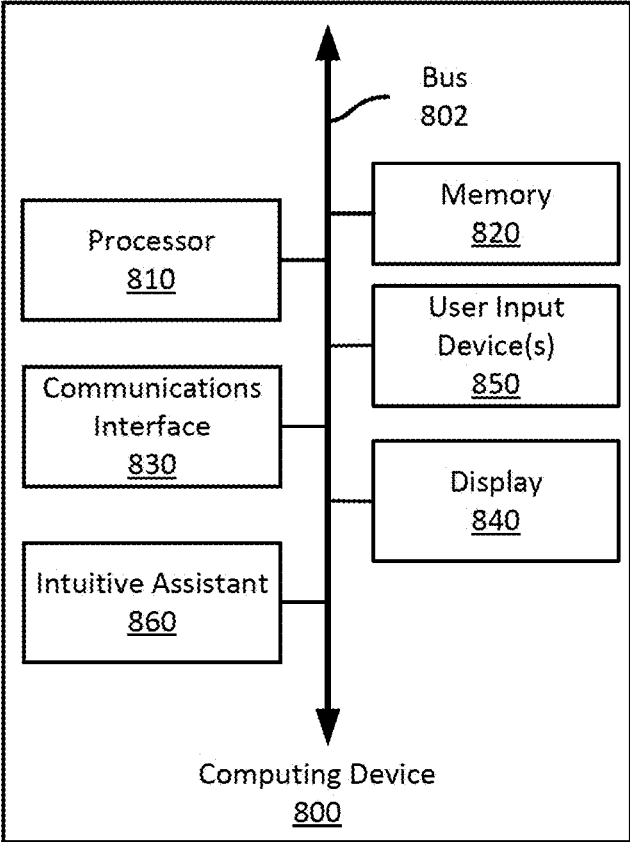 Bus
802
Memory
820
Processor
810
User Input
Device(s)
850
Communications
Interface
830
Display
840
Intuitive Assistant
860
Computing Device
800